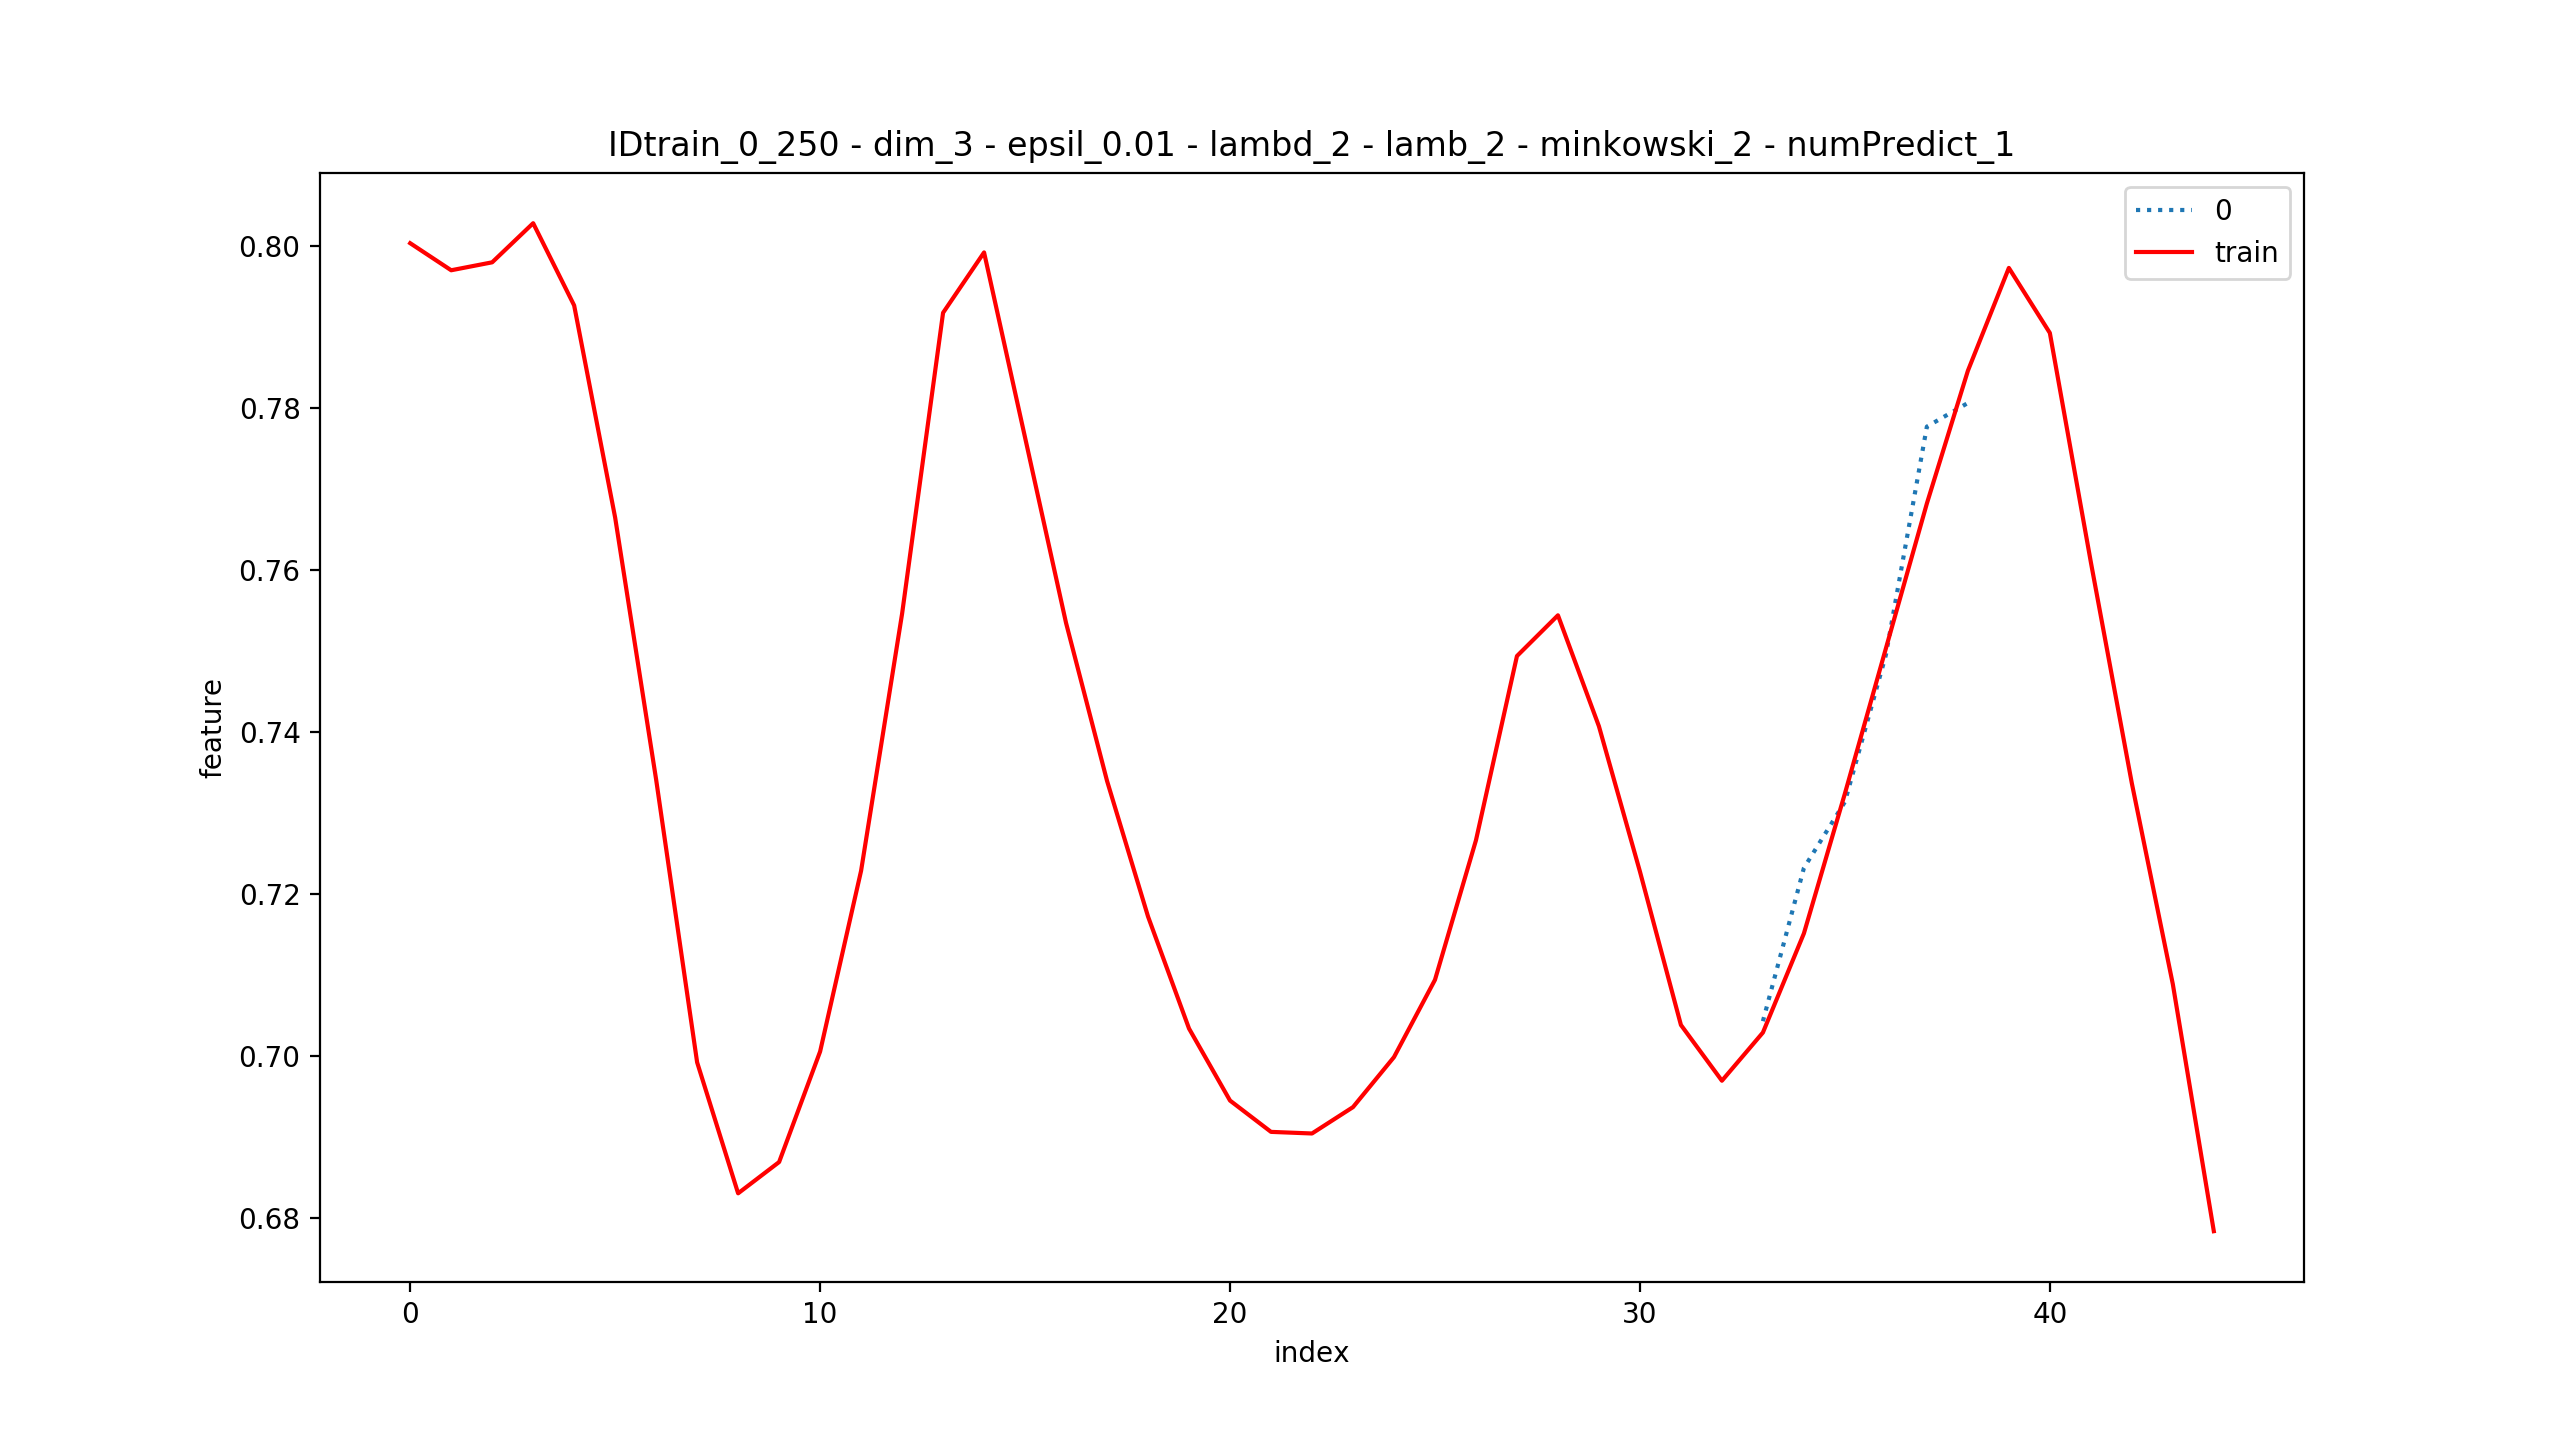 IDtrain_0_250 - dim_3 - epsil_0.01 - lambd_2 - lamb_2 - minkowski_2 - numPredict_1
0
train
0.80
0.78
0.76
0.74
0.72
0.70
0.68
feature
0 10 20 30 40
index